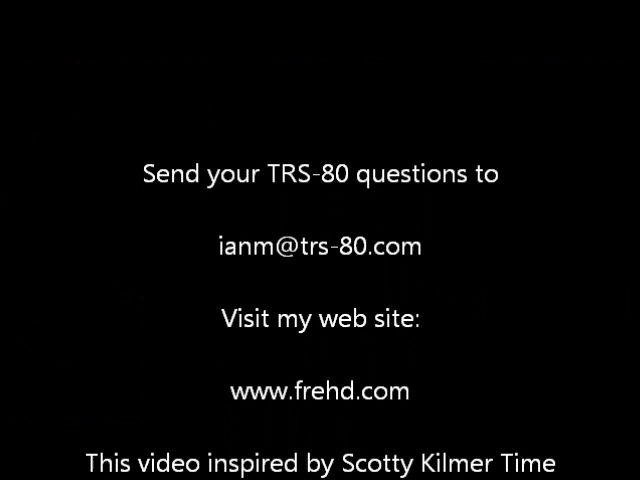 Send your TRS-80 questions to
ianm@trs-80.com
Visit my web site:
www.frehd.com
This video inspired by Scotty Kilmer Time